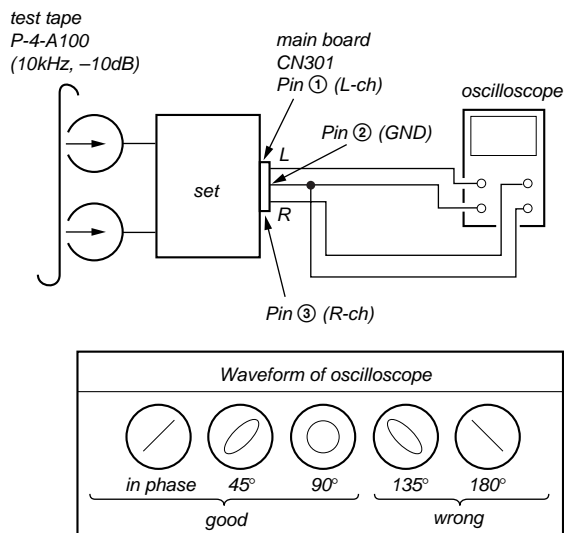 test tape
P-4-A100
(10kHz, –10dB)
main board
CN301
Pin ① (L-ch)
oscilloscope
Pin ② (GND)
L
set
R
Pin ③ (R-ch)
Waveform of oscilloscope
in phase 45° 90° 135° 180°
good wrong